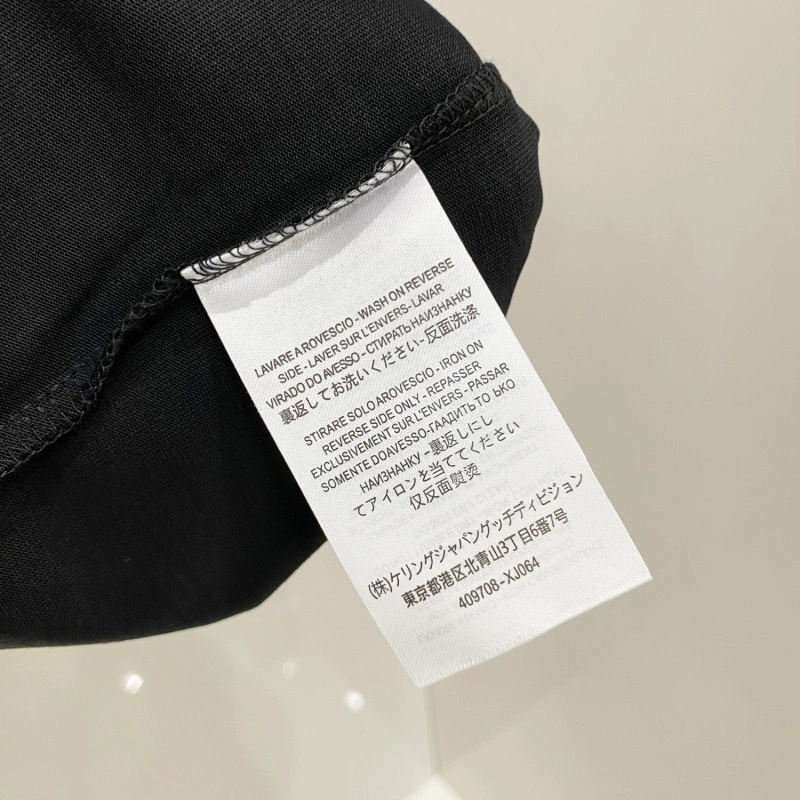 LAVARE A ROVESCIO - WASH ON REVERSE
SIDE - LAVER SUR L'ENVERS - LAVAR
VIRADO DO AVESSO - СТИРАТЬ НАИЗНАНКУ
裏返してお洗いください - 反面洗涤
STIRARE SOLO AROVESCIO - IRON ON
REVERSE SIDE ONLY - REPASSER
EXCLUSIVEMENT SUR L'ENVERS - PASSAR
SOMENTE DOAVESSO - ГААДИТЬ ТО ЬКО
НАИЗНАНКУ - 裏返しにし
てアイロンを当ててください
仅反面熨烫
(株)ケリングジャパングッチディビジョン
東京都港区北青山3丁目6番7号
409708-XJ064